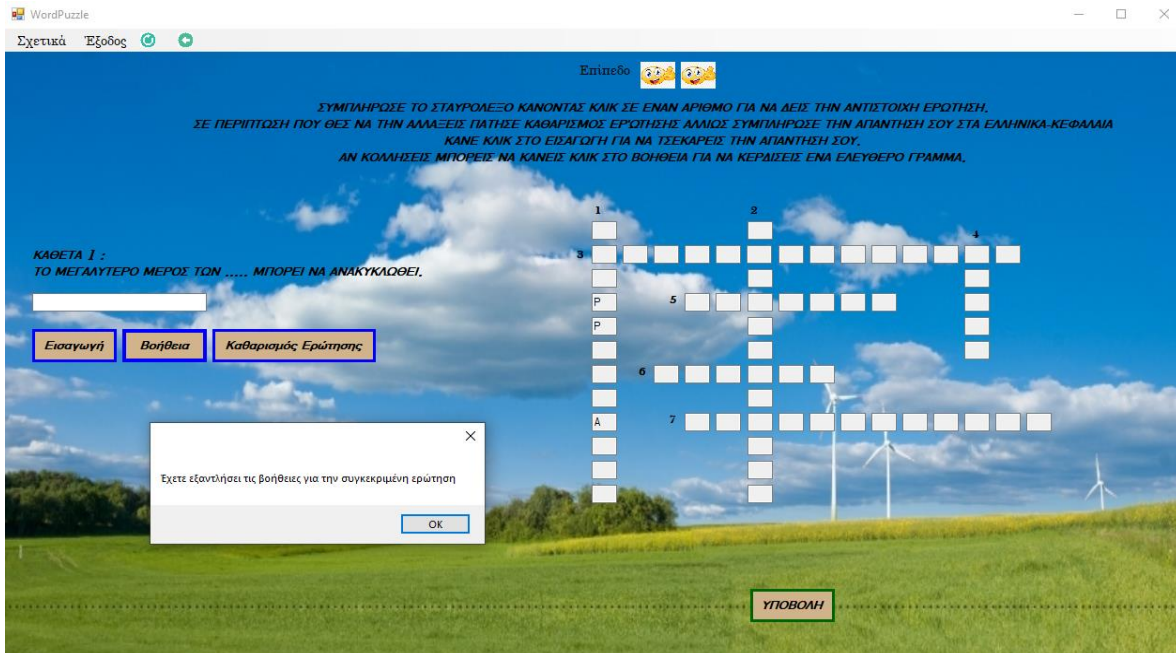 WordPuzzle
Σχετικά Έξοδος
Επίπεδο
ΣΥΜΠΛΗΡΩΣΕ ΤΟ ΣΤΑΥΡΟΛΕΞΟ ΚΑΝΟΝΤΑΣ ΚΛΙΚ ΣΕ ΕΝΑΝ ΑΡΙΘΜΟ ΓΙΑ ΝΑ ΔΕΙΣ ΤΗΝ ΑΝΤΙΣΤΟΙΧΗ ΕΡΩΤΗΣΗ.
ΣΕ ΠΕΡΙΠΤΩΣΗ ΠΟΥ ΘΕΣ ΝΑ ΤΗΝ ΑΛΛΑΞΕΙΣ ΠΑΤΗΣΕ ΚΑΘΑΡΙΣΜΟΣ ΕΡΏΤΗΣΗΣ ΑΛΛΙΩΣ ΣΥΜΠΛΗΡΩΣΕ ΤΗΝ ΑΠΑΝΤΗΣΗ ΣΟΥ ΣΤΑ ΕΛΛΗΝΙΚΑ-ΚΕΦΑΛΑΙΑ
ΚΑΝΕ ΚΛΙΚ ΣΤΟ ΕΙΣΑΓΩΓΗ ΓΙΑ ΝΑ ΤΣΕΚΑΡΕΙΣ ΤΗΝ ΑΠΑΝΤΗΣΗ ΣΟΥ.
ΑΝ ΚΟΛΛΗΣΕΙΣ ΜΠΟΡΕΙΣ ΝΑ ΚΑΝΕΙΣ ΚΛΙΚ ΣΤΟ ΒΟΗΘΕΙΑ ΓΙΑ ΝΑ ΚΕΡΔΙΣΕΙΣ ΕΝΑ ΕΛΕΥΘΕΡΟ ΓΡΑΜΜΑ.
1 2
4
3
ΚΑΘΕΤΑ 1 :
ΤΟ ΜΕΓΑΛΥΤΕΡΟ ΜΕΡΟΣ ΤΩΝ ..... ΜΠΟΡΕΙ ΝΑ ΑΝΑΚΥΚΛΩΘΕΙ.
Ρ 5
Ρ
Εισαγωγή Βοήθεια Καθαρισμός Ερώτησης
6
Α 7
Έχετε εξαντλήσει τις βοήθειες για την συγκεκριμένη ερώτηση
OK
ΥΠΟΒΟΛΗ